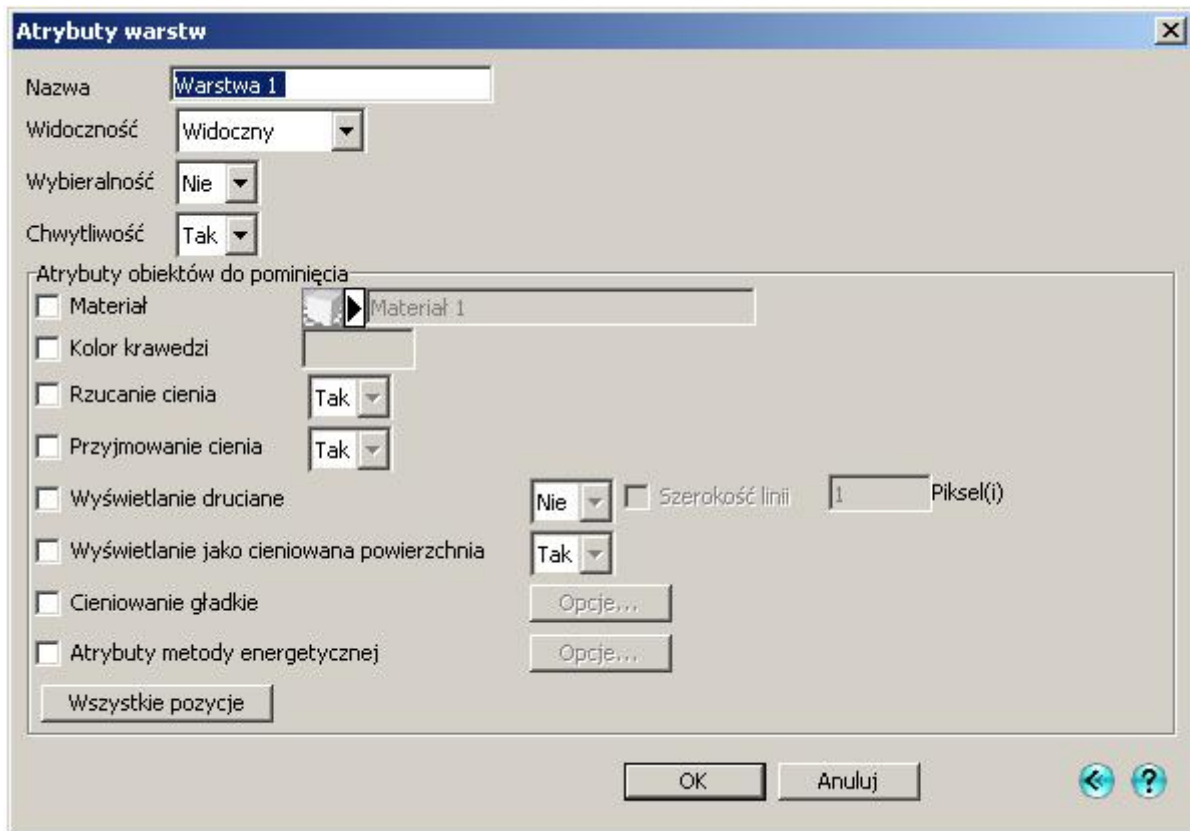 Atrybuty warstw
Nazwa Warstwa 1
Widoczność Widoczny
Wybieralność Nie
Chwytliwość Tak
Atrybuty obiektów do pominięcia
Materiał Materiał 1
Kolor krawedzi
Rzucanie cienia Tak
Przyjmowanie cienia Tak
Wyświetlanie druciane Nie Szerokość linii 1 Piksel(i)
Wyświetlanie jako cieniowana powierzchnia Tak
Cieniowanie gładkie Opcje...
Atrybuty metody energetycznej Opcje...
Wszystkie pozycje
OK Anuluj ?